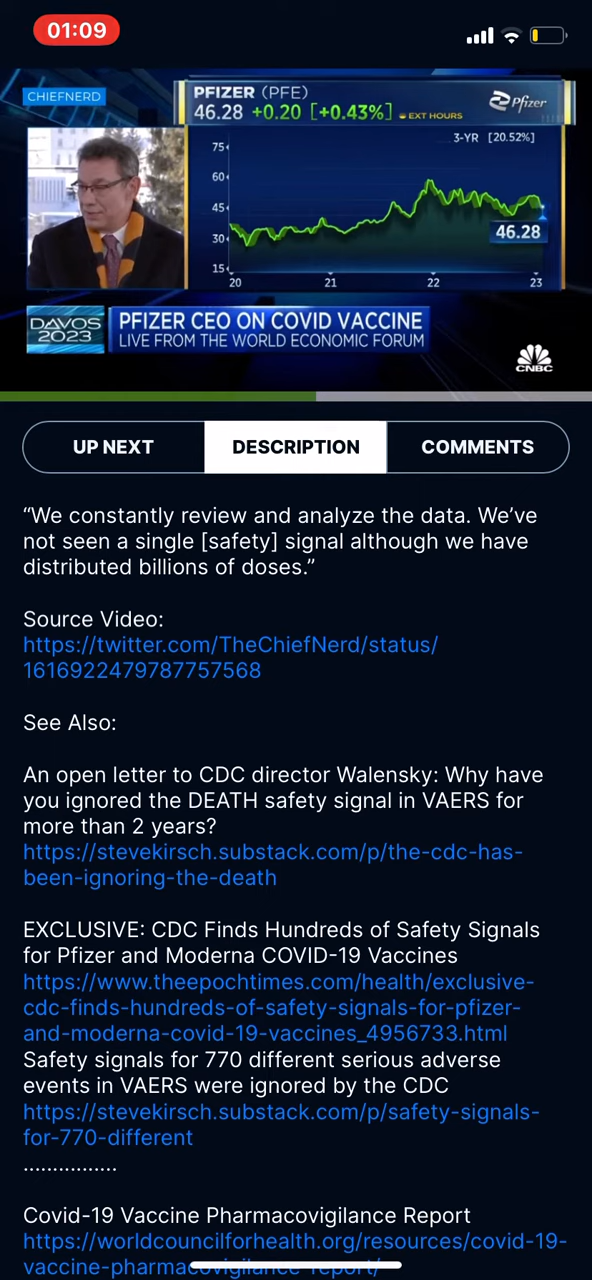 01:09
CHIEFNERD
PFIZER (PFE)
46.28 +0.20 [+0.43%] EXT HOURS
Pfizer
3-YR [20.52%]
75
60
45
30
15
46.28
20 21 22 23
DAVOS
2023
PFIZER CEO ON COVID VACCINE
LIVE FROM THE WORLD ECONOMIC FORUM
CNBC
UP NEXT
DESCRIPTION
COMMENTS
“We constantly review and analyze the data. We’ve
not seen a single [safety] signal although we have
distributed billions of doses.”
Source Video:
https://twitter.com/TheChiefNerd/status/
1616922479787757568
See Also:
An open letter to CDC director Walensky: Why have
you ignored the DEATH safety signal in VAERS for
more than 2 years?
https://stevekirsch.substack.com/p/the-cdc-has-
been-ignoring-the-death
EXCLUSIVE: CDC Finds Hundreds of Safety Signals
for Pfizer and Moderna COVID-19 Vaccines
https://www.theepochtimes.com/health/exclusive-
cdc-finds-hundreds-of-safety-signals-for-pfizer-
and-moderna-covid-19-vaccines_4956733.html
Safety signals for 770 different serious adverse
events in VAERS were ignored by the CDC
https://stevekirsch.substack.com/p/safety-signals-
for-770-different
................
Covid-19 Vaccine Pharmacovigilance Report
https://worldcouncilforhealth.org/resources/covid-19-
vaccine-pharmacovigilance-report/